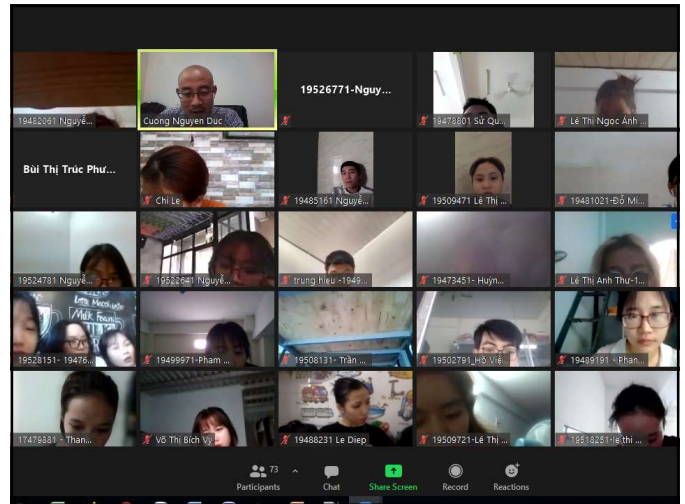 19482061 Nguyễ...
Cuong Nguyen Duc
19526771-Nguy...
19478801 Sử Qu...
Lê Thị Ngọc Ánh ...
Bùi Thị Trúc Phư...
Chi Le
19485161 Nguyễ...
19509471 Lê Thị ...
19481021-Đỗ Mi...
19524781 Nguyễ...
19522641 Nguyễ...
trung hieu -1949...
19473451- Huỳn...
Lê Thị Anh Thư-1...
Milk Foam
19528151- 19476...
19499971-Pham ...
19508131- Trần ...
19502791_Hồ Việ...
19489191 - Phan...
17479881 - Than...
Võ Thị Bích Vy
19488231 Le Diep
19509721-Lê Thị ...
19518251-le thi ...
73
Participants
Chat
Share Screen
Record
Reactions